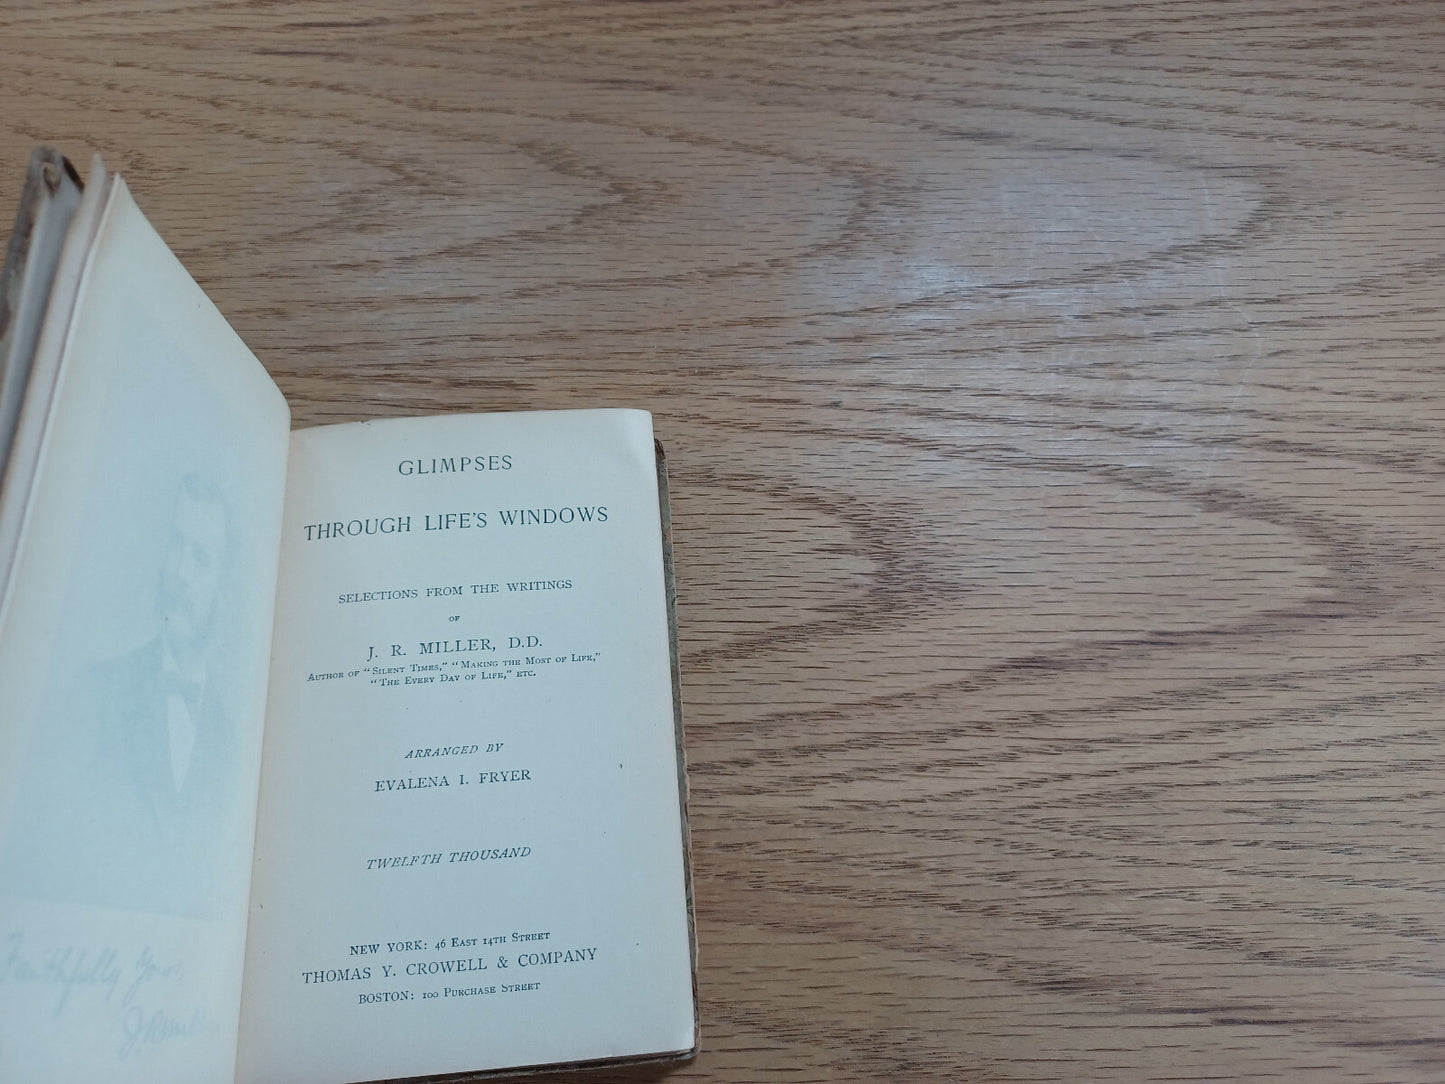 Faithfully Yours,
J. R. Miller
GLIMPSES
THROUGH LIFE'S WINDOWS
SELECTIONS FROM THE WRITINGS
OF
J. R. MILLER, D.D.
AUTHOR OF "SILENT TIMES," "MAKING THE MOST OF LIFE,"
"THE EVERY DAY OF LIFE," ETC.
ARRANGED BY
EVALENA I. FRYER
TWELFTH THOUSAND
NEW YORK: 46 EAST 14TH STREET
THOMAS Y. CROWELL & COMPANY
BOSTON: 100 PURCHASE STREET